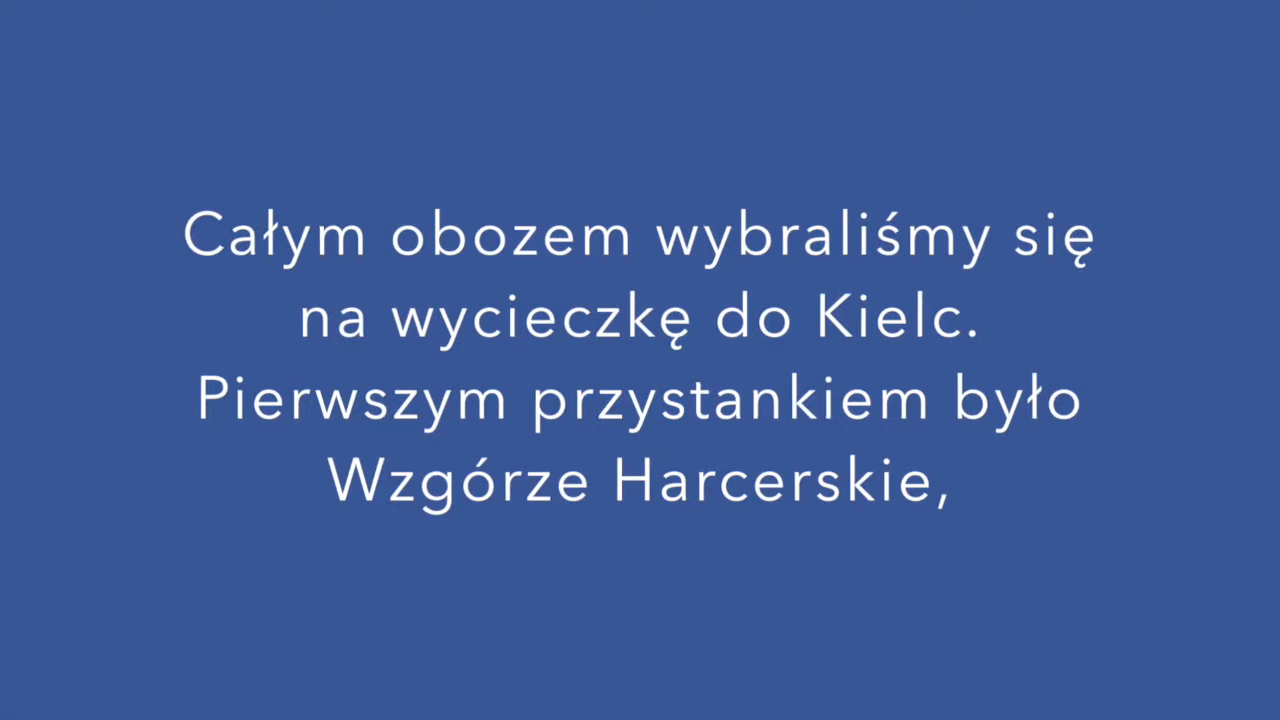 Całym obozem wybraliśmy się
na wycieczkę do Kielc.
Pierwszym przystankiem było
Wzgórze Harcerskie,